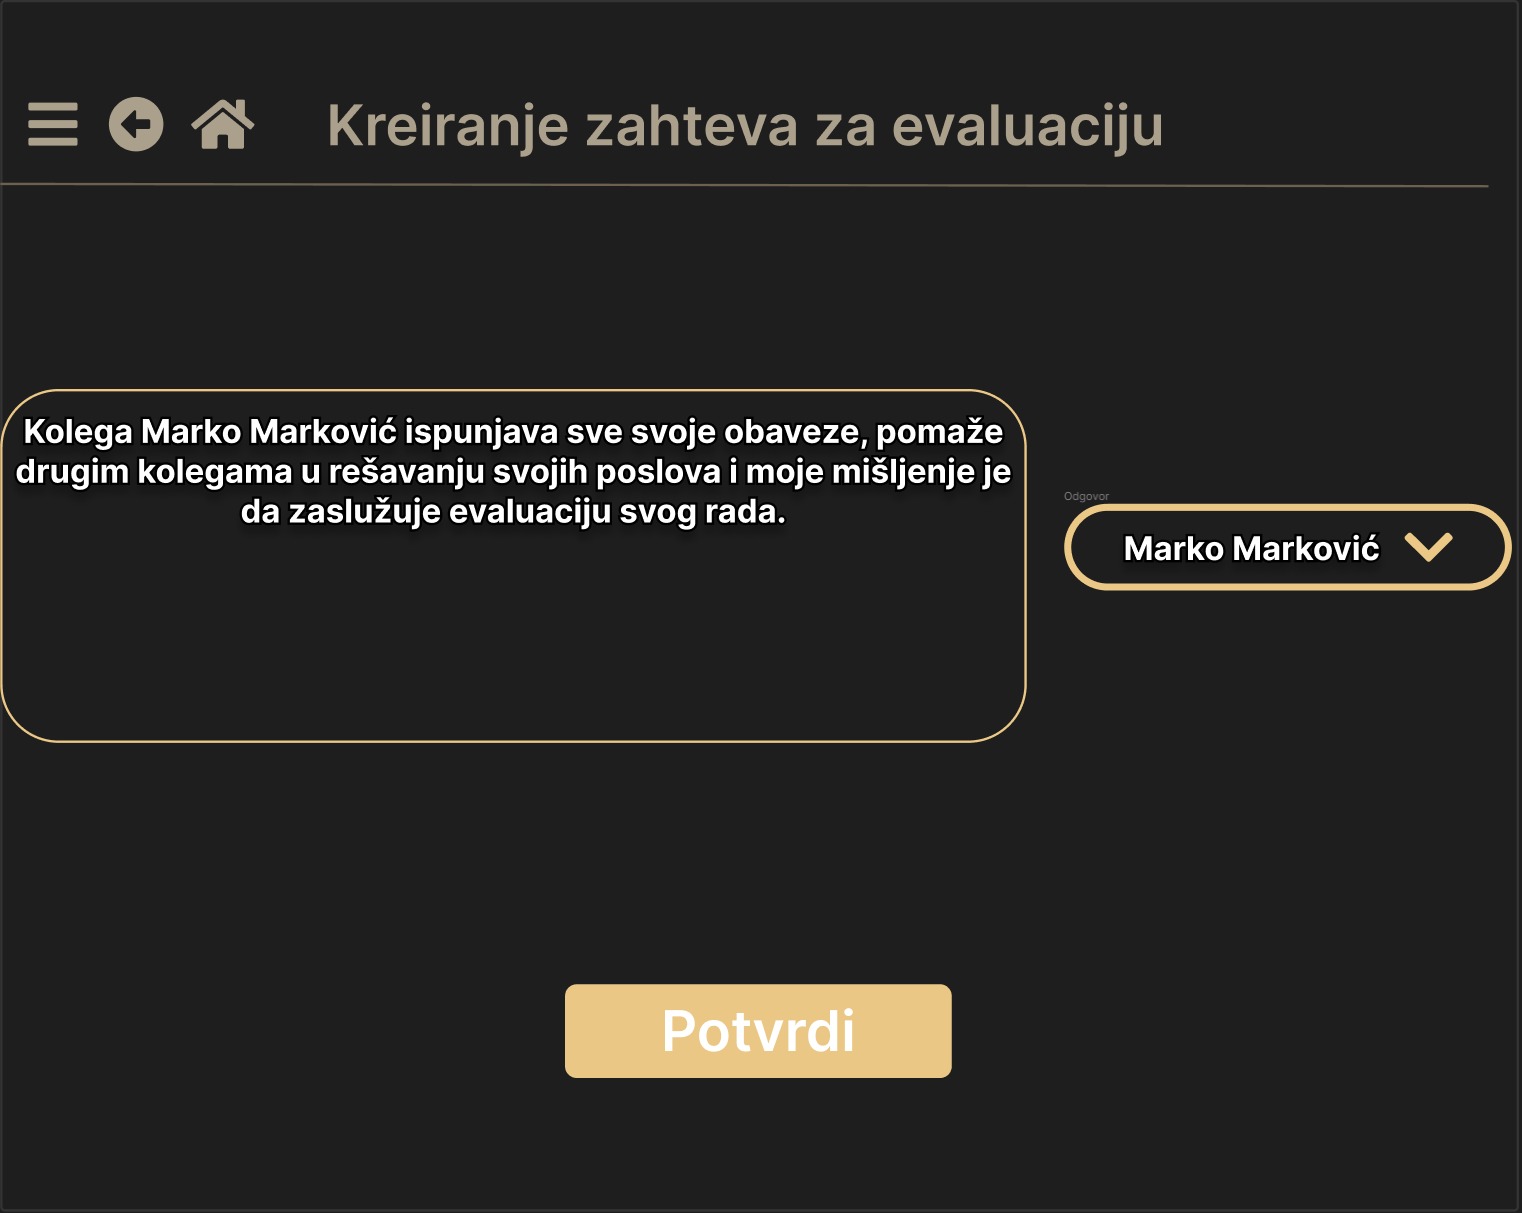 Kreiranje zahteva za evaluaciju
Kolega Marko Marković ispunjava sve svoje obaveze, pomaže
drugim kolegama u rešavanju svojih poslova i moje mišljenje je
da zaslužuje evaluaciju svog rada.
Odgovor
Marko Marković
Potvrdi